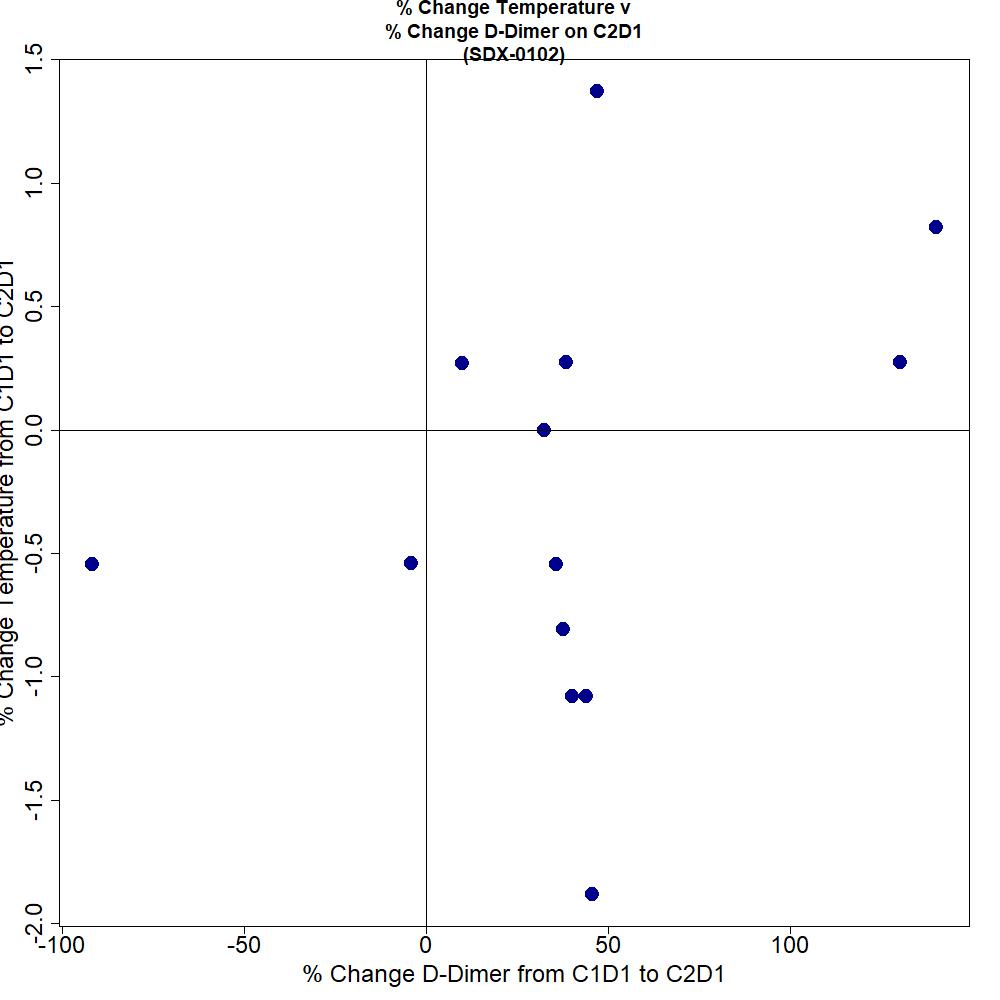 % Change Temperature v
% Change D-Dimer on C2D1
(SDX-0102)
1.5
1.0
0.5
0.0
-0.5
-1.0
-1.5
-2.0
% Change Temperature from C1D1 to C2D1
-100
-50
0
50
100
% Change D-Dimer from C1D1 to C2D1